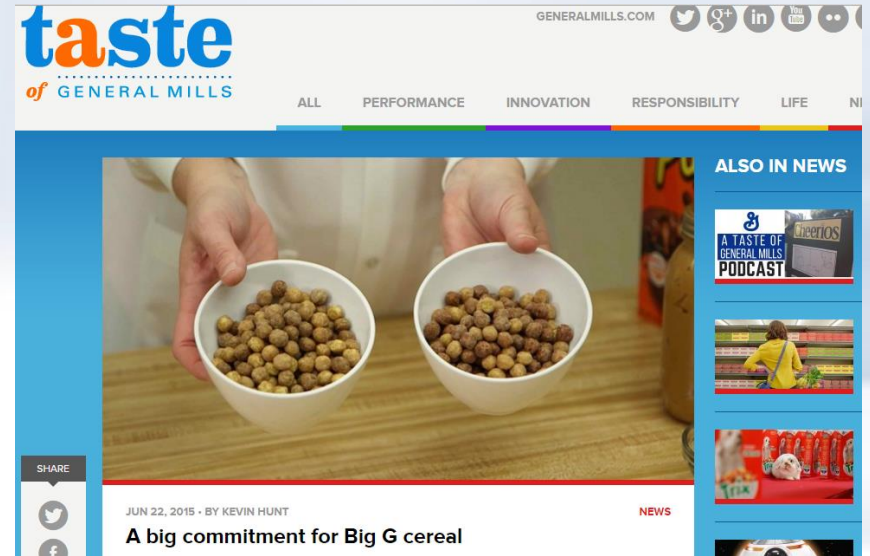 taste
of GENERAL MILLS
GENERALMILLS.COM
ALL PERFORMANCE INNOVATION RESPONSIBILITY LIFE
ALSO IN NEWS
A TASTE OF
GENERAL MILLS
PODCAST
Cheerios
Trix
SHARE
JUN 22, 2015 • BY KEVIN HUNT
NEWS
A big commitment for Big G cereal